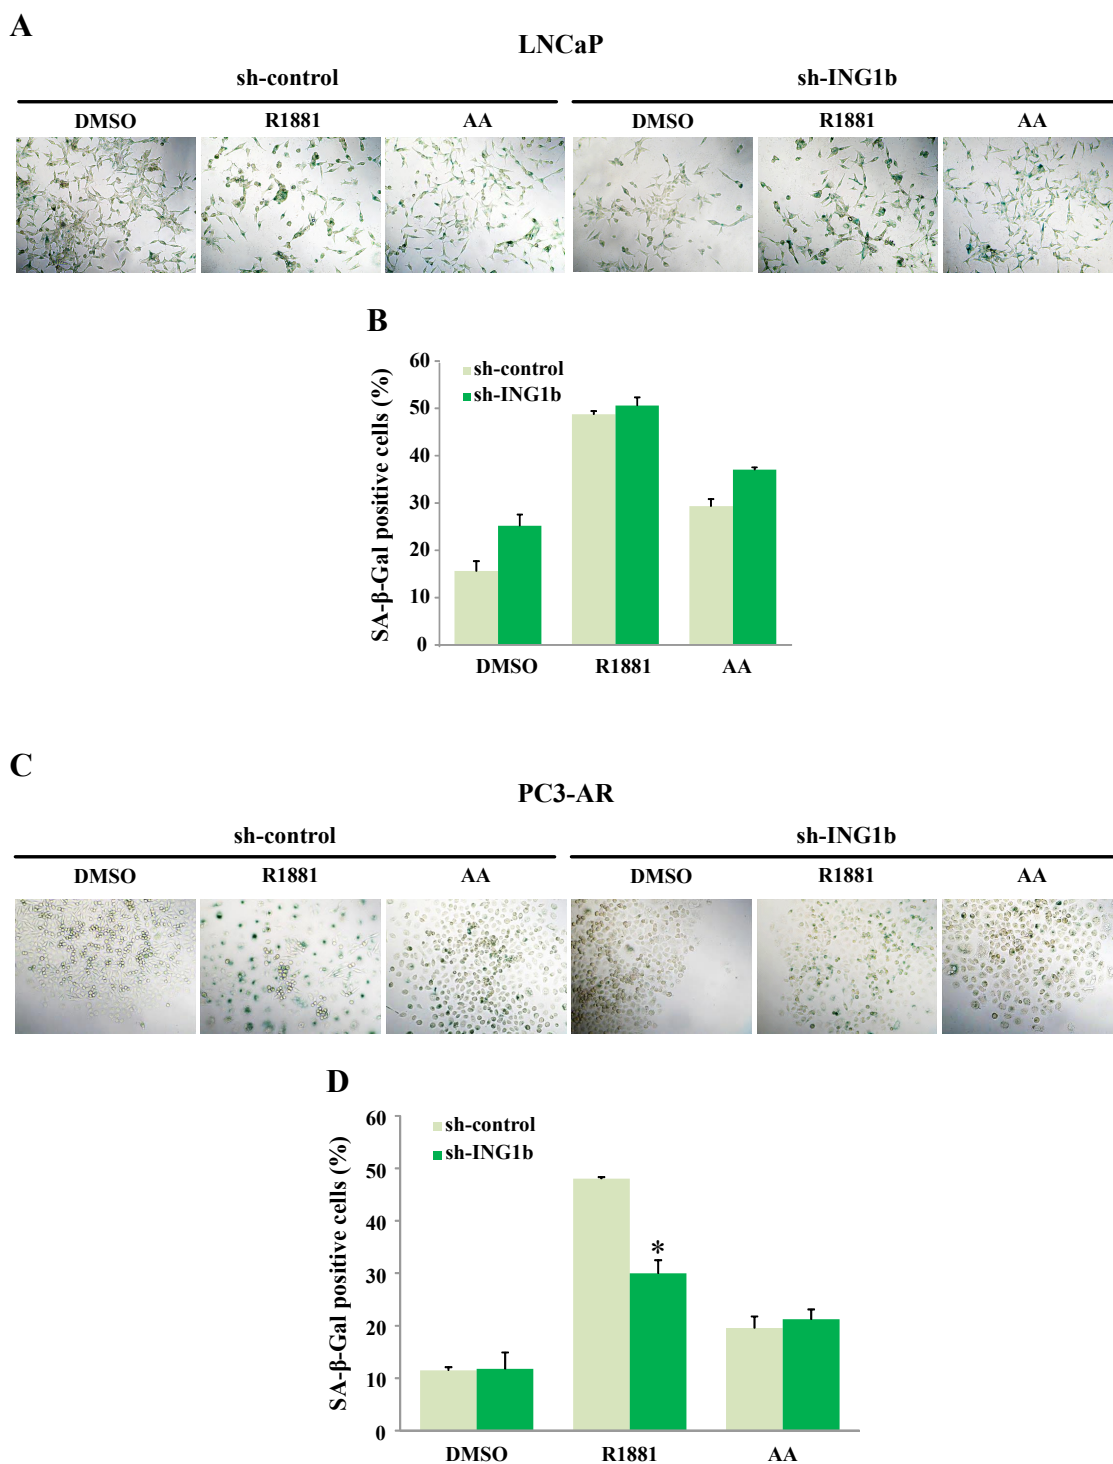 A
LNCaP
sh-control sh-ING1b
DMSO R1881 AA DMSO R1881 AA
B
SA-β-Gal positive cells (%)
60
50
40
30
20
10
0
sh-control
sh-ING1b
DMSO R1881 AA
C
PC3-AR
sh-control sh-ING1b
DMSO R1881 AA DMSO R1881 AA
D
SA-β-Gal positive cells (%)
60
50
40
30
20
10
0
sh-control
sh-ING1b
*
DMSO R1881 AA